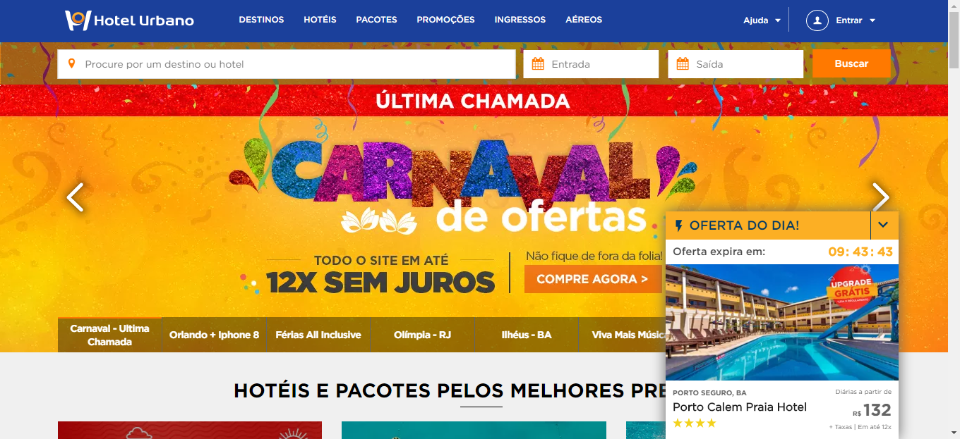 Hotel Urbano
DESTINOS HOTÉIS PACOTES PROMOÇÕES INGRESSOS AÉREOS
Ajuda Entrar
Procure por um destino ou hotel
Entrada
Saída
Buscar
ÚLTIMA CHAMADA
CARNAVAL
de ofertas
TODO O SITE EM ATÉ
12X SEM JUROS
Não fique de fora da folia!
COMPRE AGORA >
OFERTA DO DIA!
Oferta expira em: 09: 43: 43
UPGRADE
GRÁTIS
PORTO SEGURO, BA
Porto Calem Praia Hotel
Diárias a partir de
R$ 132
+ Taxas | Em até 12x
Carnaval - Ultima
Chamada
Orlando + Iphone 8
Férias All Inclusive
Olímpia - RJ
Ilhéus - BA
Viva Mais Músic
HOTÉIS E PACOTES PELOS MELHORES PRE